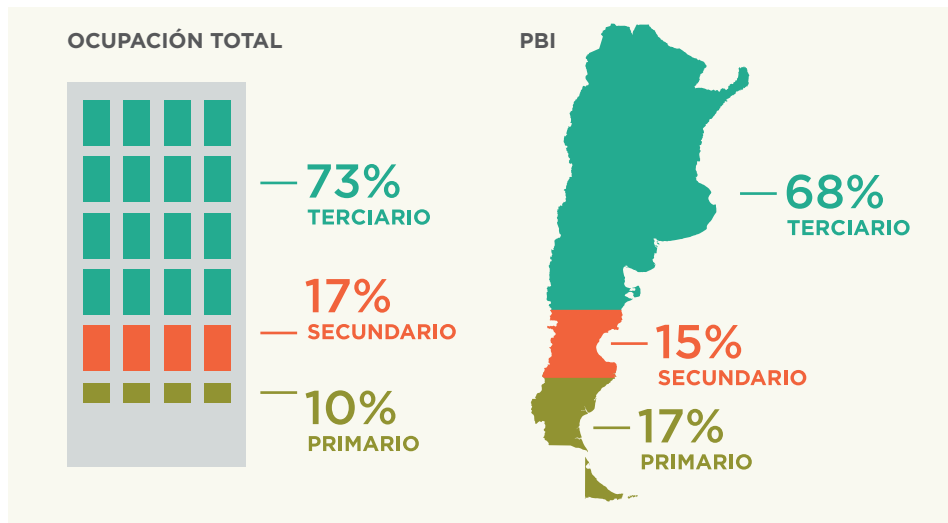 OCUPACIÓN TOTAL
73%
TERCIARIO
17%
SECUNDARIO
10%
PRIMARIO
PBI
68%
TERCIARIO
15%
SECUNDARIO
17%
PRIMARIO